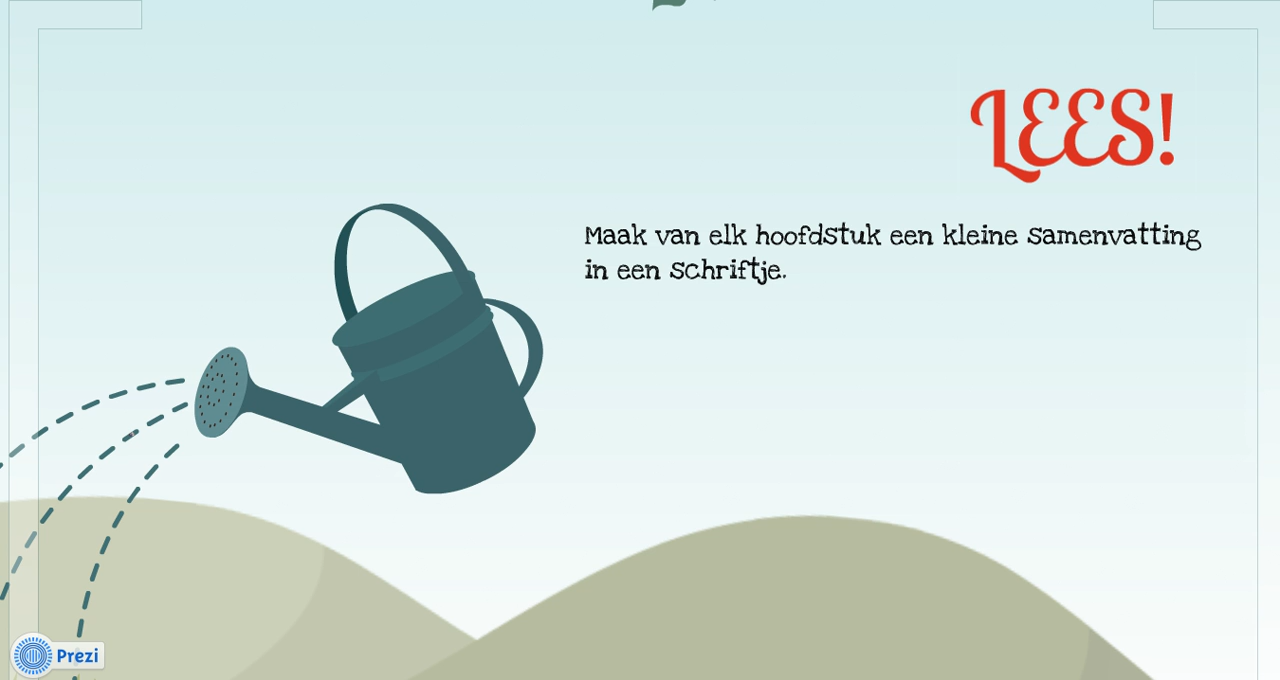 LEES!
Maak van elk hoofdstuk een kleine samenvatting
in een schriftje.
Prezi